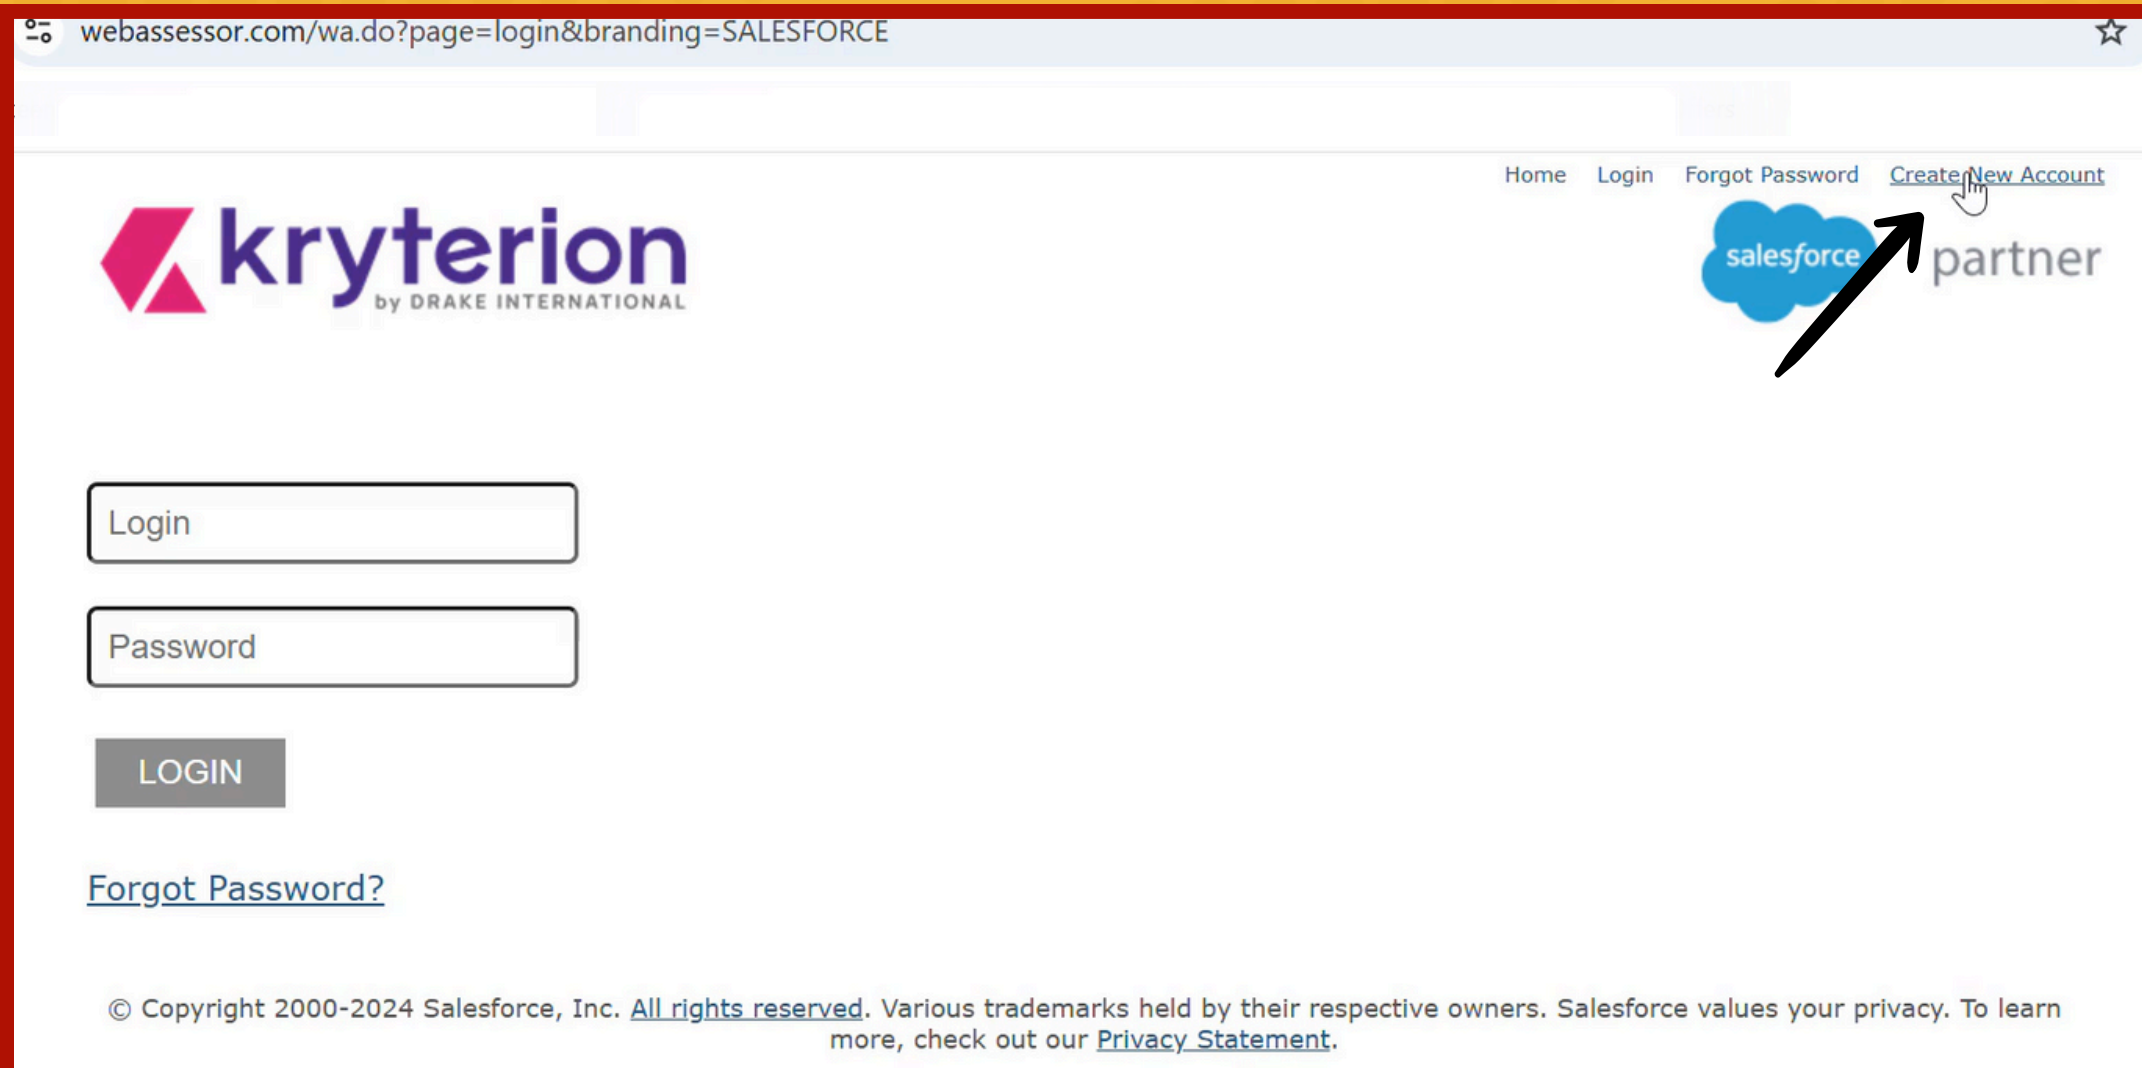 webassessor.com/wa.do?page=login&branding=SALESFORCE
Home Login Forgot Password Create New Account
kryterion
by DRAKE INTERNATIONAL
salesforce partner
Login
Password
LOGIN
Forgot Password?
© Copyright 2000-2024 Salesforce, Inc. All rights reserved. Various trademarks held by their respective owners. Salesforce values your privacy. To learn
more, check out our Privacy Statement.